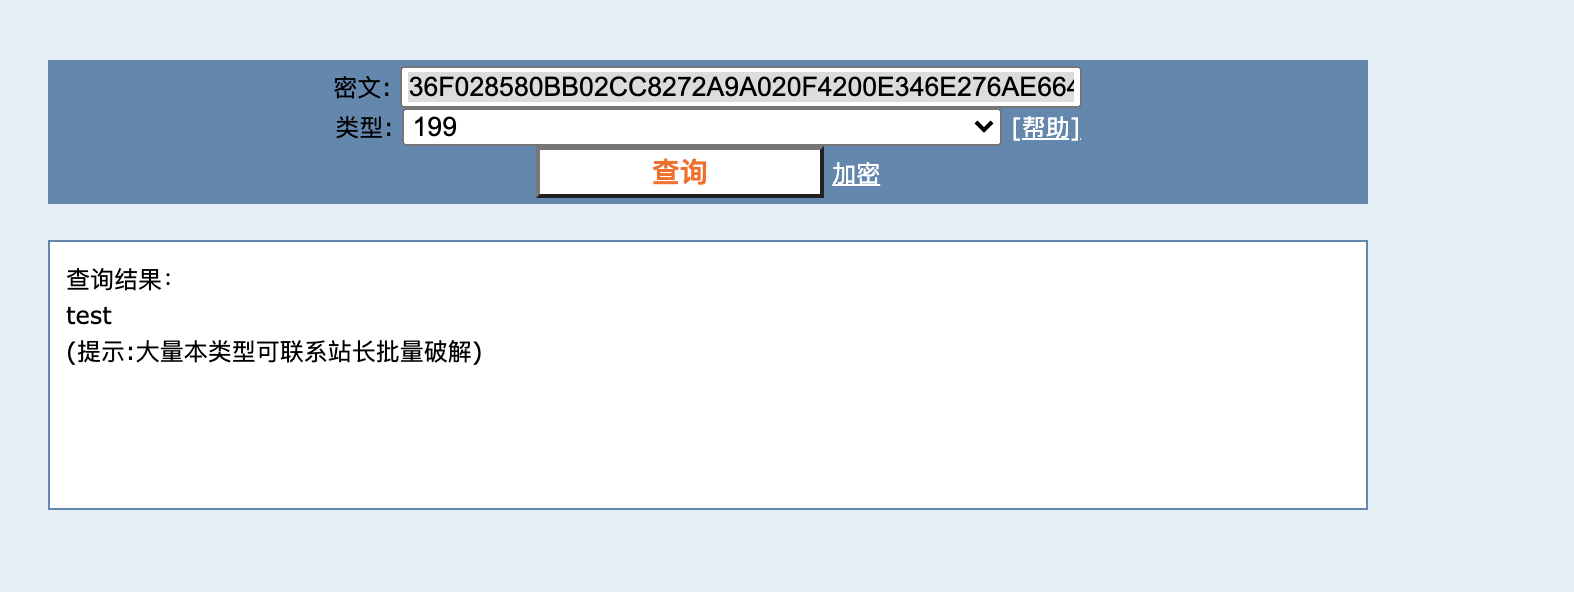 密文: 36F028580BB02CC8272A9A020F4200E346E276AE664
类型: 199 [帮助]
查询 加密
查询结果:
test
(提示:大量本类型可联系站长批量破解)